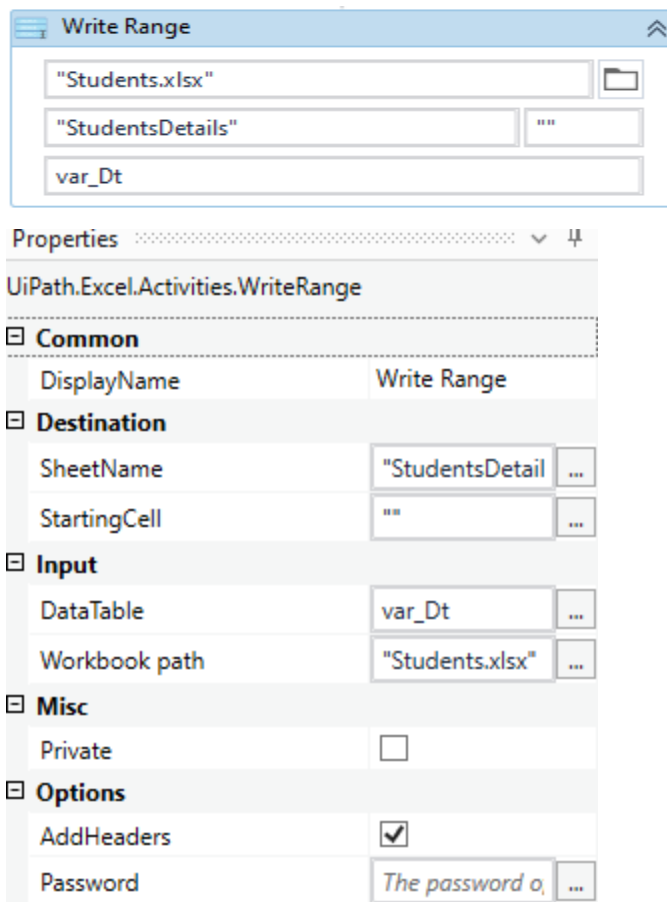 Write Range
"Students.xlsx"
"StudentsDetails" ""
var_Dt
Properties
UiPath.Excel.Activities.WriteRange
Common
DisplayName Write Range
Destination
SheetName "StudentsDetail ...
StartingCell "" ...
Input
DataTable var_Dt ...
Workbook path "Students.xlsx" ...
Misc
Private
Options
AddHeaders
Password The password o ...